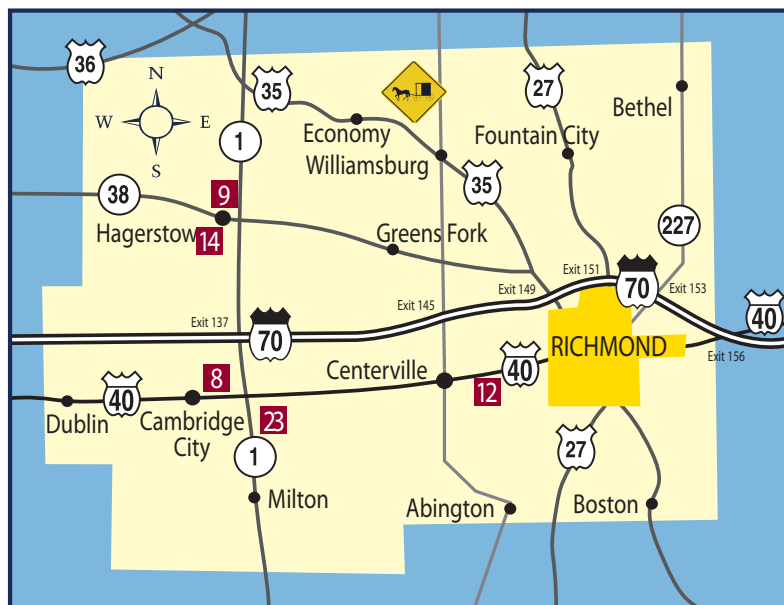 36
N
W E
S
35
27
Bethel
1
Economy
Fountain City
Williamsburg
35
38
9
Hagerstow
14
Greens Fork
227
Exit 151
70
Exit 153
Exit 149
Exit 145
Exit 137
70
40
RICHMOND
Exit 156
Centerville
40
12
8
40
Dublin
Cambridge
City
23
27
1
Milton
Abington
Boston